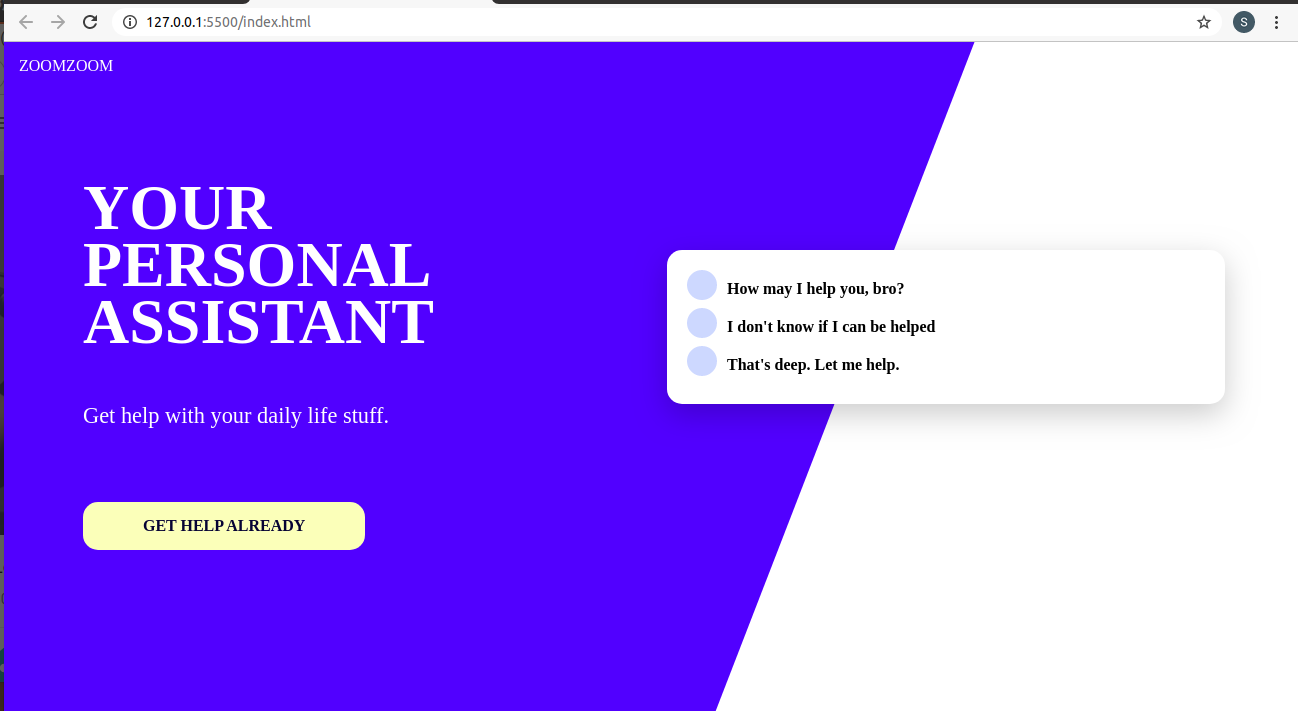 127.0.0.1:5500/index.html
S
ZOOMZOOM
YOUR
PERSONAL
ASSISTANT
Get help with your daily life stuff.
GET HELP ALREADY
How may I help you, bro?
I don't know if I can be helped
That's deep. Let me help.